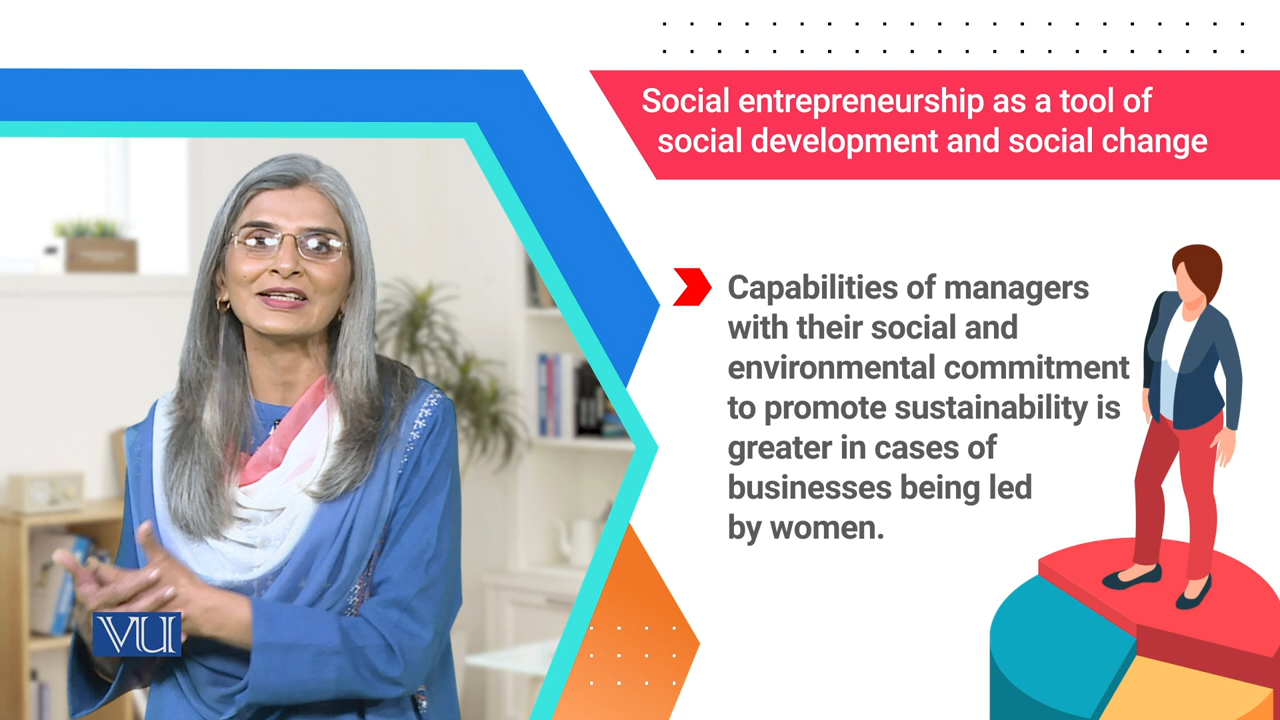 Social entrepreneurship as a tool of
social development and social change
Capabilities of managers
with their social and
environmental commitment
to promote sustainability is
greater in cases of
businesses being led
by women.
VU